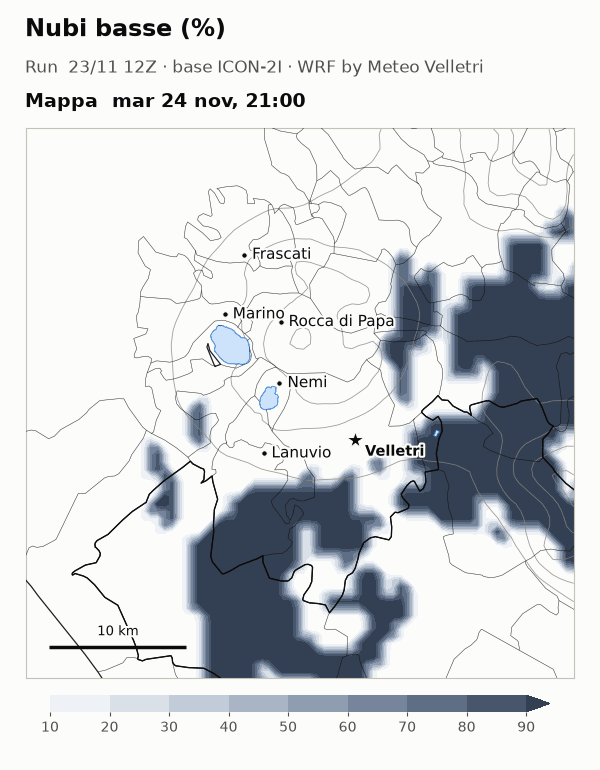 Nubi basse (%)
Run  23/11 12Z · base ICON-2I · WRF by Meteo Velletri
Mappa  mar 24 nov, 21:00
Frascati
Marino
Rocca di Papa
Nemi
Velletri
Lanuvio
10 km
10 20 30 40 50 60 70 80 90